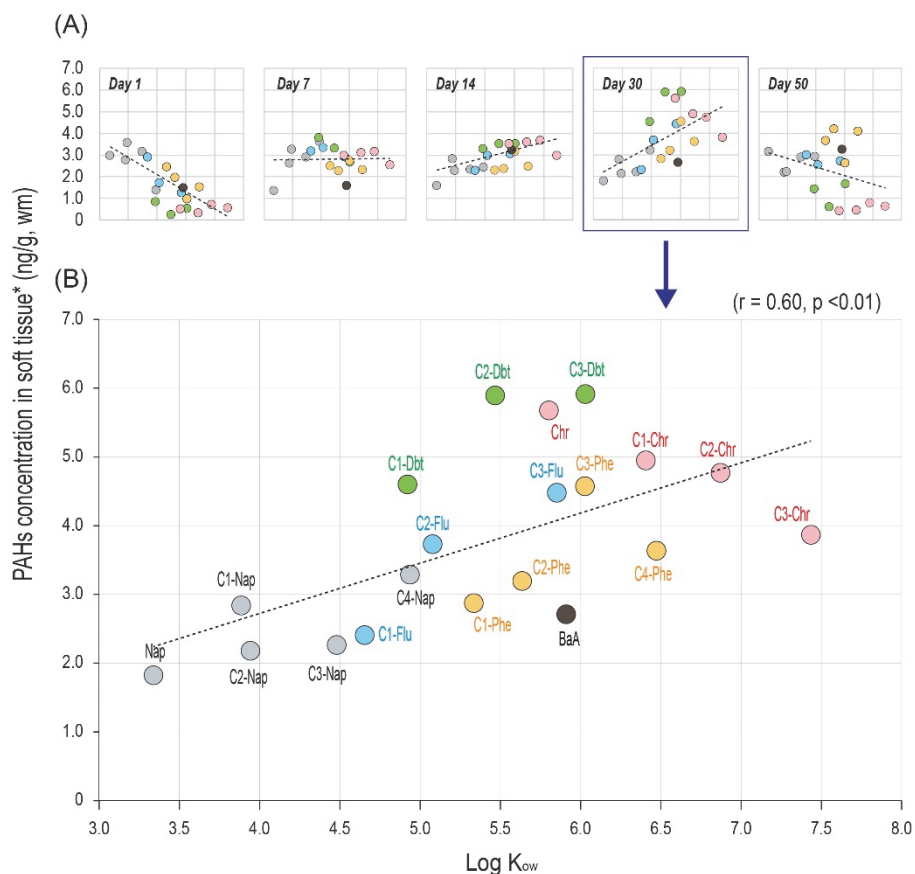 (A)
7.0
6.0
5.0
4.0
3.0
2.0
1.0
0
Day 1
Day 7
Day 14
Day 30
Day 50
PAHs concentration in soft tissue* (ng/g, wm)
(B)
(r = 0.60, p <0.01)
7.0
6.0
5.0
4.0
3.0
2.0
1.0
0
C2-Dbt
C3-Dbt
Chr
C1-Chr
C2-Chr
C1-Dbt
C3-Flu
C3-Phe
C3-Chr
C2-Flu
C4-Phe
C1-Nap
C4-Nap
C2-Phe
C1-Phe
Nap
C2-Nap
C3-Nap
C1-Flu
BaA
3.0 3.5 4.0 4.5 5.0 5.5 6.0 6.5 7.0 7.5 8.0
Log Kow